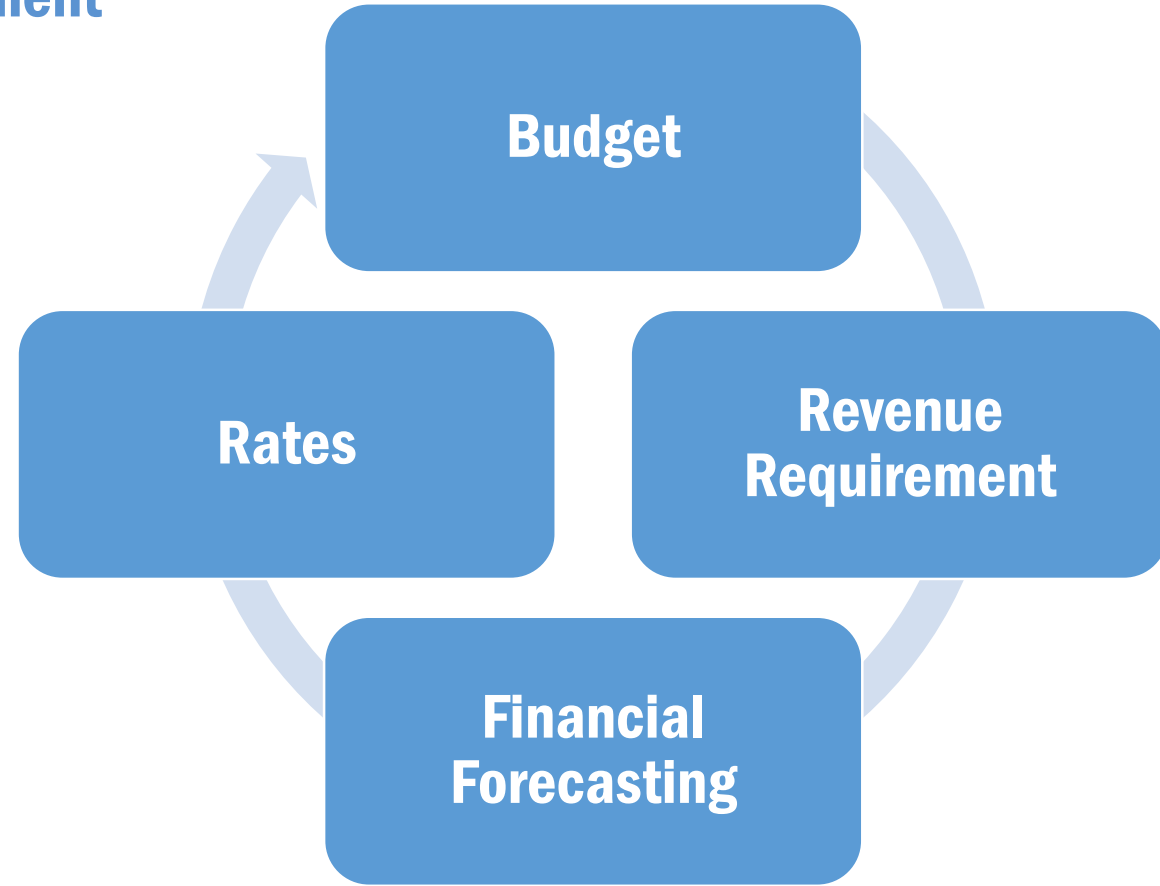 Budget
Rates
Revenue
Requirement
Financial
Forecasting